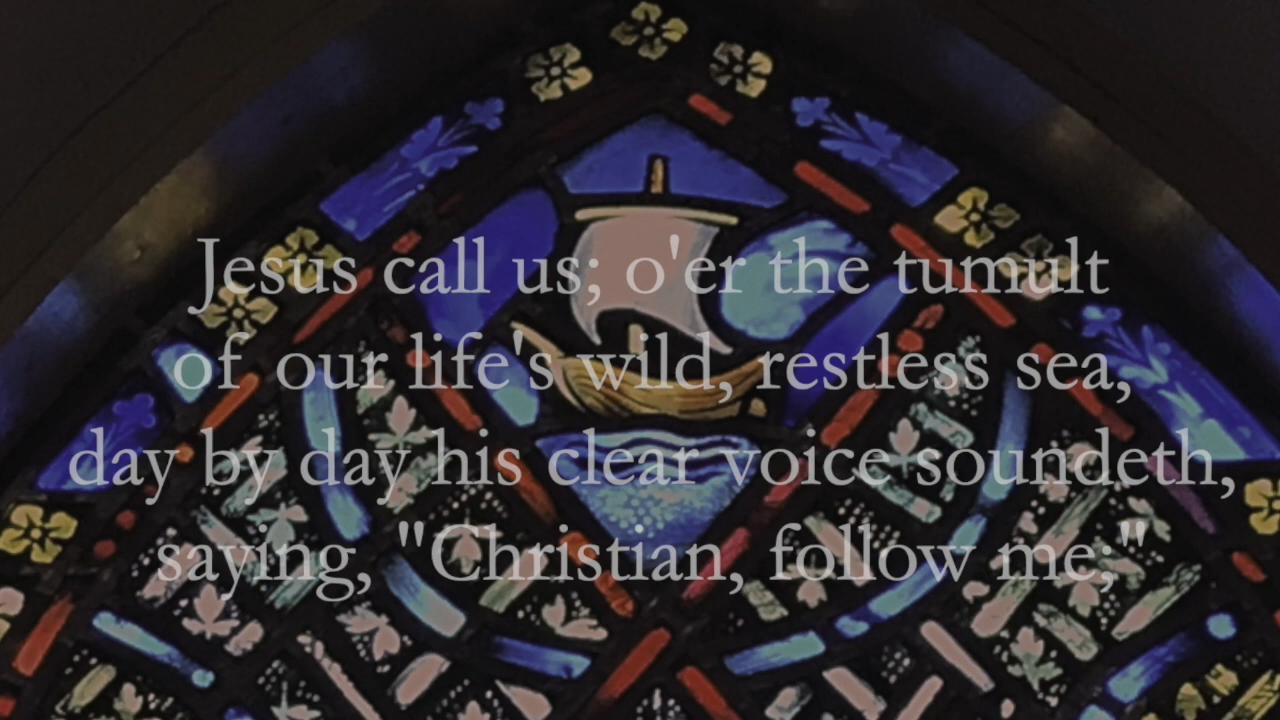 Jesus call us; o'er the tumult
of our life's wild, restless sea,
day by day his clear voice soundeth,
saying, "Christian, follow me;"